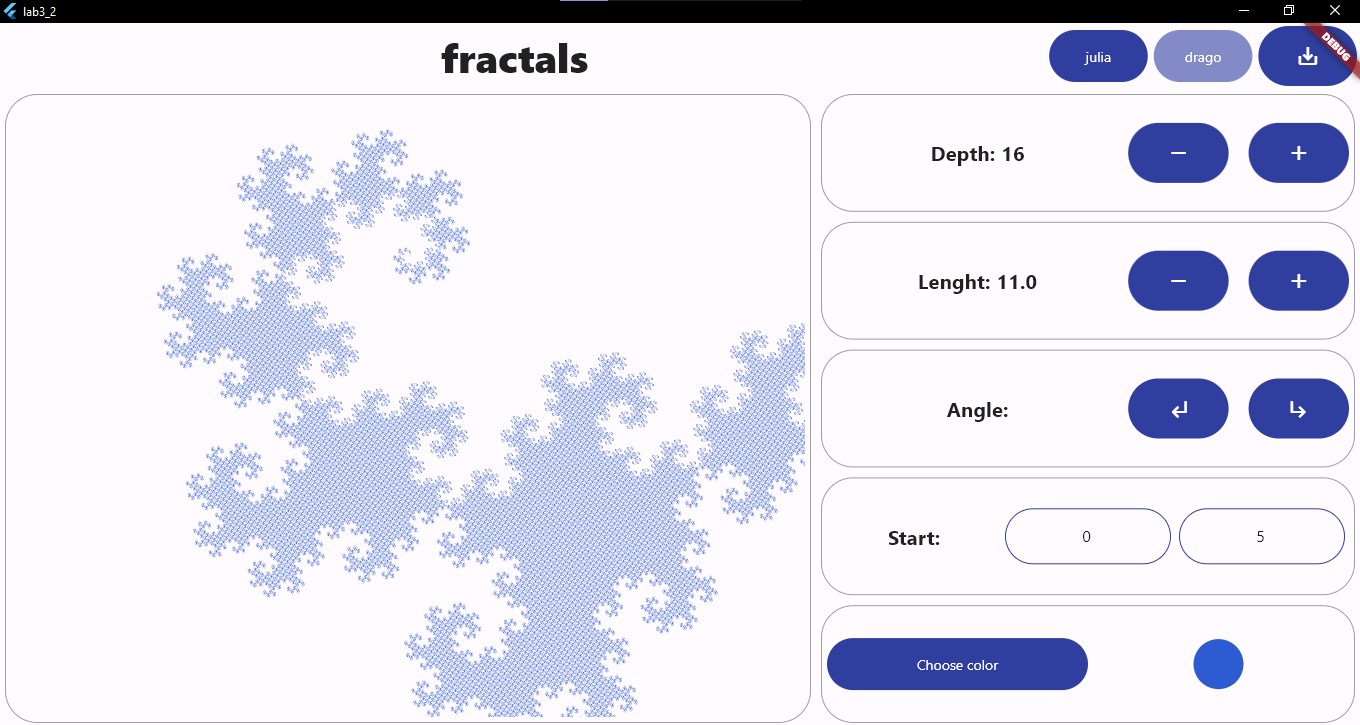 lab3_2
fractals
julia
drago
DEBUG
Depth: 16
Lenght: 11.0
Angle:
Start:
0
5
Choose color